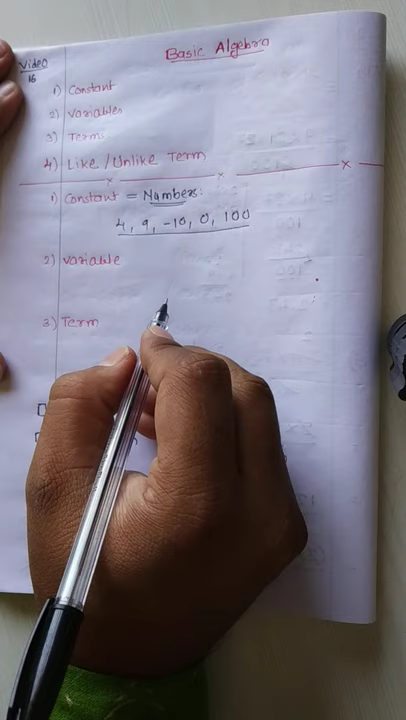 Video
16
Basic Algebra
1) Constant
2) Variables
3) Term
4) Like / Unlike Term
1) Constant = Numbers:
4, 9, -10, 0, 100
2) Variable
3) Term